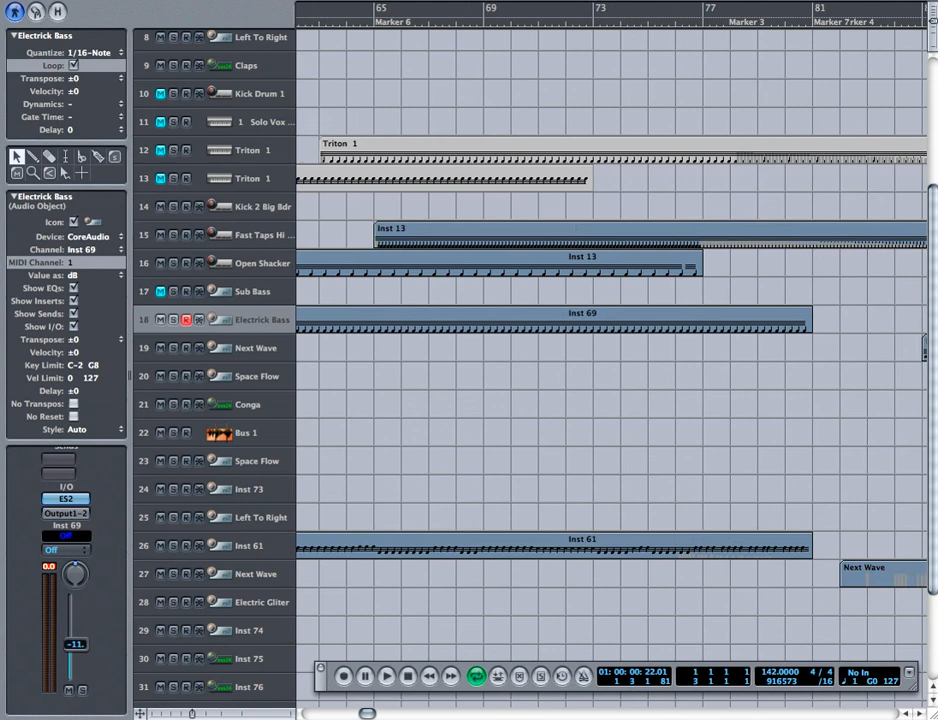 H
65 69 73 77 81
Marker 6 Marker 3 Marker 7rker 4
Electrick Bass
Quantize: 1/16-Note
Loop:
Transpose: ±0
Velocity: ±0
Dynamics: -
Gate Time: -
Delay: 0
Electrick Bass
(Audio Object)
Icon:
Device: CoreAudio
Channel: Inst 69
MIDI Channel: 1
Value as: dB
Show EQs:
Show Inserts:
Show Sends:
Show I/O:
Transpose: ±0
Velocity: ±0
Key Limit: C-2 G8
Vel Limit: 0 127
Delay: ±0
No Transpos:
No Reset:
Style: Auto
Sends
I/O
ES2
Output1-2
Inst 69
Off
Off
0.0
-11.
M S
8 M S R Left To Right
9 M S R Claps
10 M S R Kick Drum 1
11 M S R 1 Solo Vox ...
12 M S R Triton 1
13 M S R Triton 1
14 M S R Kick 2 Big Bdr
15 M S R Fast Taps Hi ...
16 M S R Open Shacker
17 M S R Sub Bass
18 M S R Electrick Bass
19 M S R Next Wave
20 M S R Space Flow
21 M S R Conga
22 M S R Bus 1
23 M S R Space Flow
24 M S R Inst 73
25 M S R Left To Right
26 M S R Inst 61
27 M S R Next Wave
28 M S R Electric Gliter
29 M S R Inst 74
30 M S R Inst 75
31 M S R Inst 76
Triton 1
Inst 13
Inst 13
Inst 69
Inst 61
Next Wave
01: 00: 00: 22.01
1 3 1 81
1 1 1 1
3 1 1 1
142.0000 4 / 4
916573 /16
No In
1 G0 127